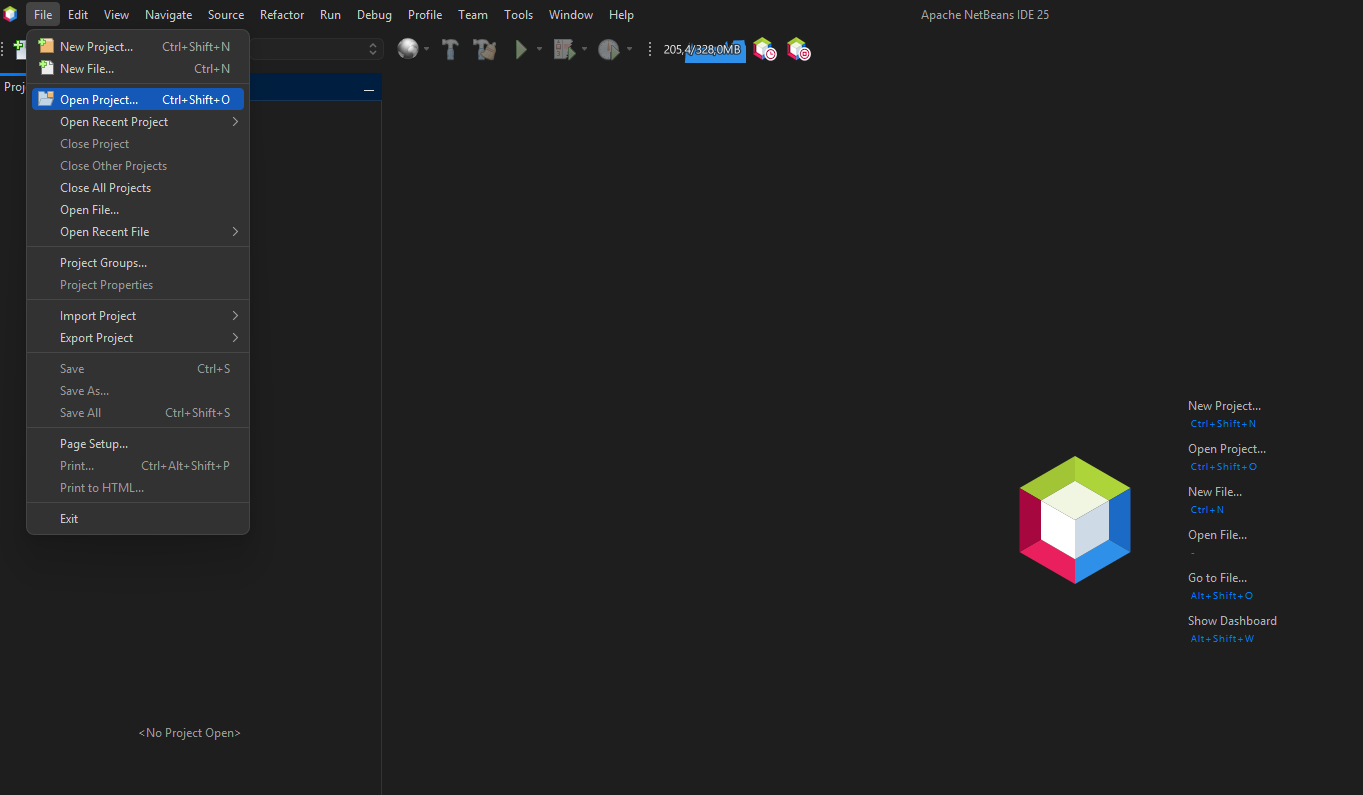 File Edit View Navigate Source Refactor Run Debug Profile Team Tools Window Help Apache NetBeans IDE 25
205,4/328,0MB
Proj
New Project... Ctrl+Shift+N
New File... Ctrl+N
Open Project... Ctrl+Shift+O
Open Recent Project
Close Project
Close Other Projects
Close All Projects
Open File...
Open Recent File
Project Groups...
Project Properties
Import Project
Export Project
Save Ctrl+S
Save As...
Save All Ctrl+Shift+S
Page Setup...
Print... Ctrl+Alt+Shift+P
Print to HTML...
Exit
<No Project Open>
New Project...
Ctrl+Shift+N
Open Project...
Ctrl+Shift+O
New File...
Ctrl+N
Open File...
-
Go to File...
Alt+Shift+O
Show Dashboard
Alt+Shift+W